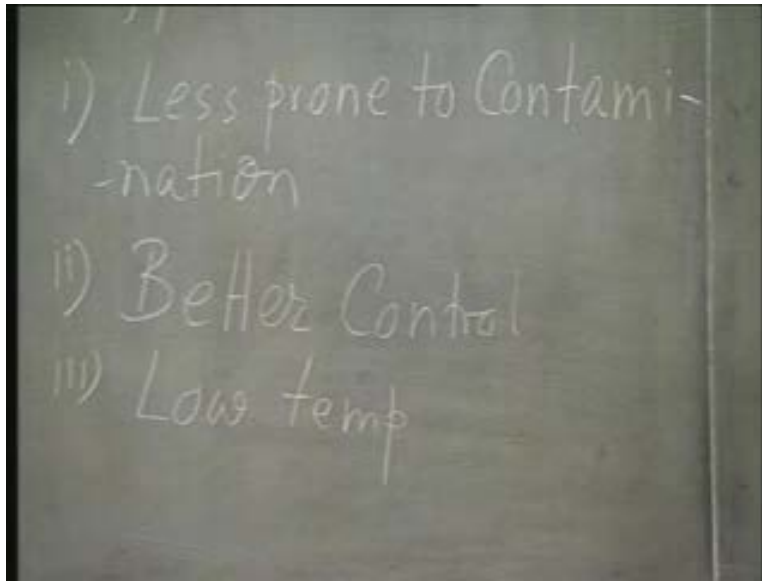 i) Less prone to Contami-
-nation
ii) Better Control
iii) Low temp